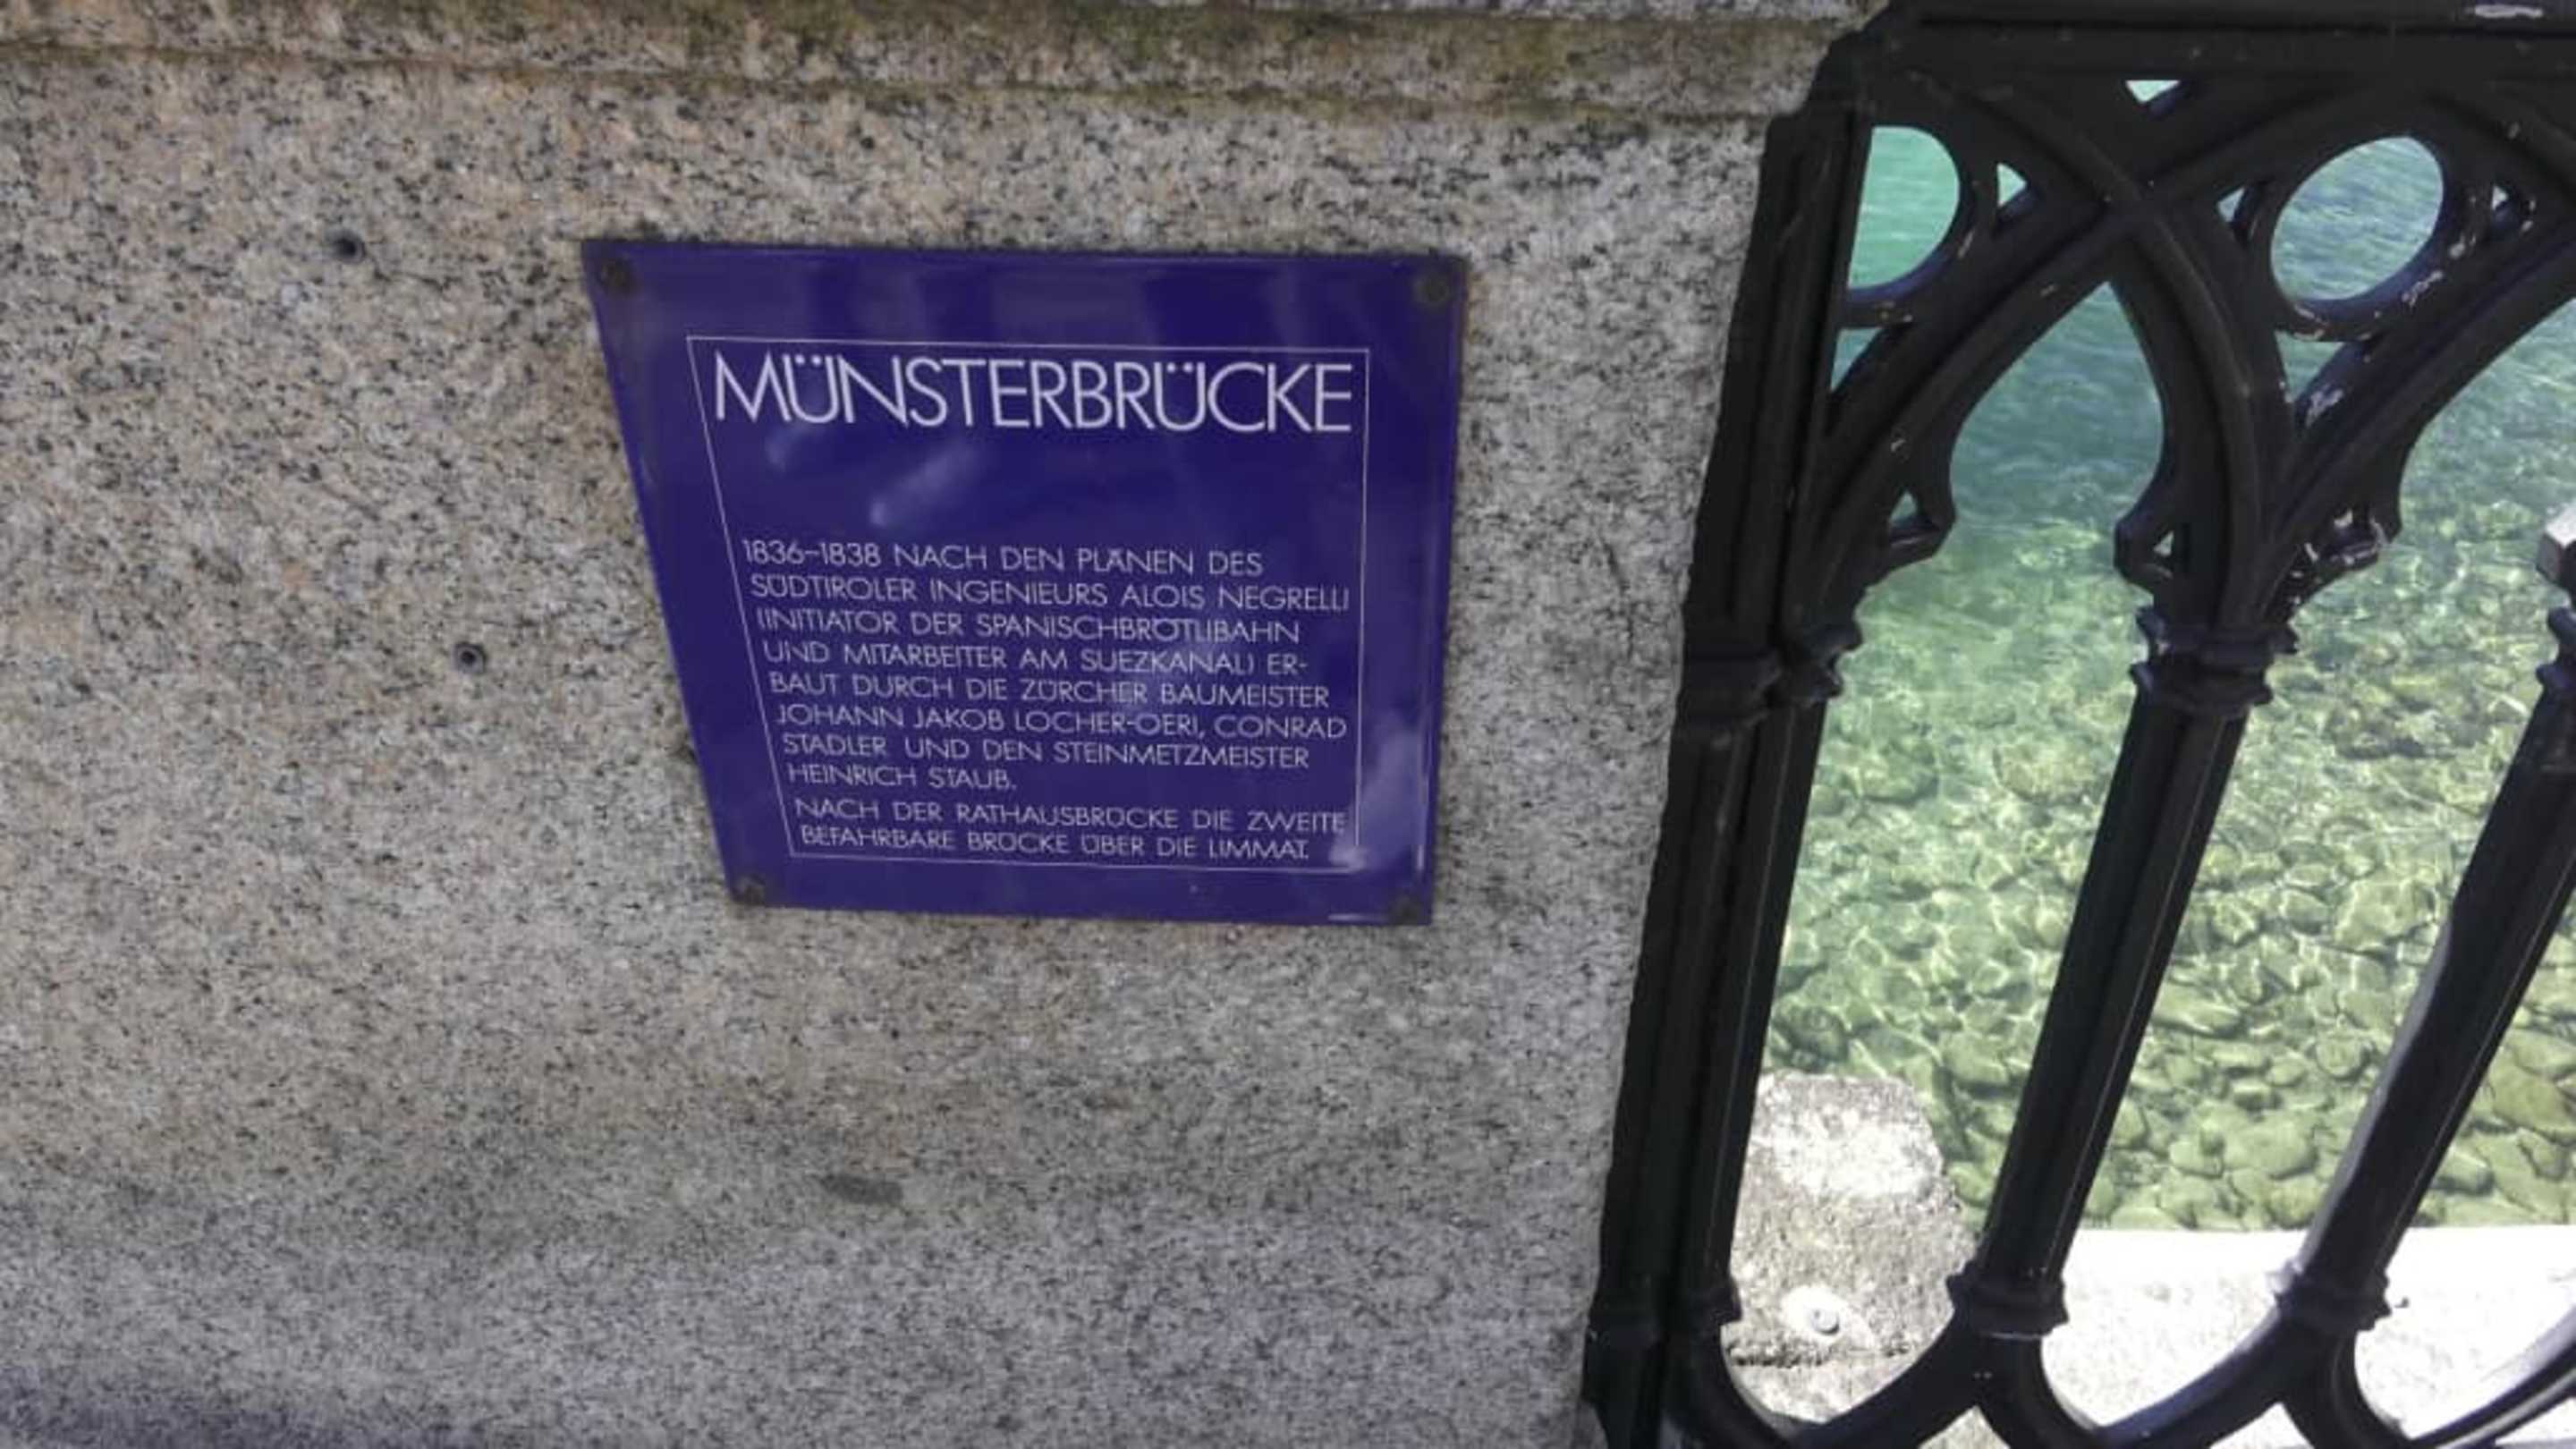 MÜNSTERBRÜCKE
1836–1838 NACH DEN PLÄNEN DES
SÜDTIROLER INGENIEURS ALOIS NEGRELLI
(INITIATOR DER SPANISCHBRÖTLIBAHN
UND MITARBEITER AM SUEZKANAL) ER-
BAUT DURCH DIE ZÜRCHER BAUMEISTER
JOHANN JAKOB LOCHER-OERI, CONRAD
STADLER UND DEN STEINMETZMEISTER
HEINRICH STAUB.
NACH DER RATHAUSBRÜCKE DIE ZWEITE
BEFAHRBARE BRÜCKE ÜBER DIE LIMMAT.